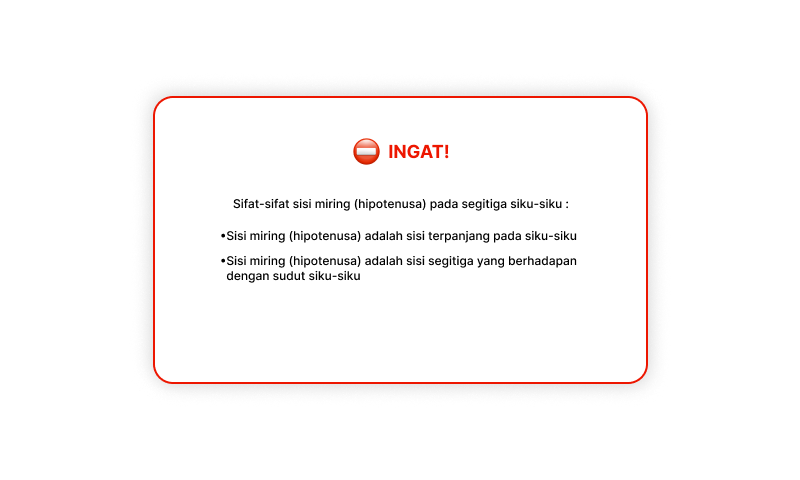 INGAT!
Sifat-sifat sisi miring (hipotenusa) pada segitiga siku-siku :
•Sisi miring (hipotenusa) adalah sisi terpanjang pada siku-siku
•Sisi miring (hipotenusa) adalah sisi segitiga yang berhadapan
dengan sudut siku-siku